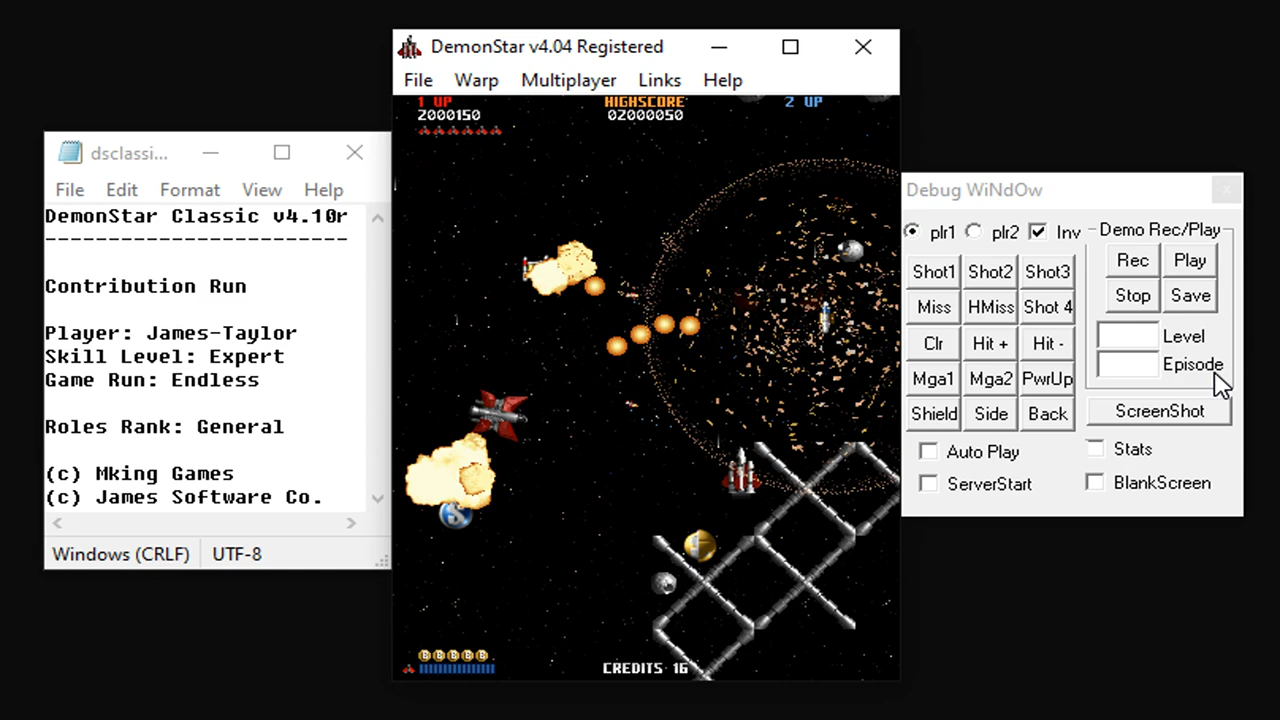 dsclassi...
File Edit Format View Help
DemonStar Classic v4.10r
------------------------
Contribution Run
Player: James-Taylor
Skill Level: Expert
Game Run: Endless
Roles Rank: General
(c) Mking Games
(c) James Software Co.
Windows (CRLF) UTF-8
DemonStar v4.04 Registered
File Warp Multiplayer Links Help
1 UP HIGHSCORE 2 UP
2000150 02000050
B B B B B
CREDITS 16
Debug WiNdOw
plr1 plr2 Inv
Shot1 Shot2 Shot3
Miss HMiss Shot 4
Clr Hit + Hit -
Mga1 Mga2 PwrUp
Shield Side Back
Auto Play
ServerStart
Demo Rec/Play
Rec Play
Stop Save
Level
Episode
ScreenShot
Stats
BlankScreen
S